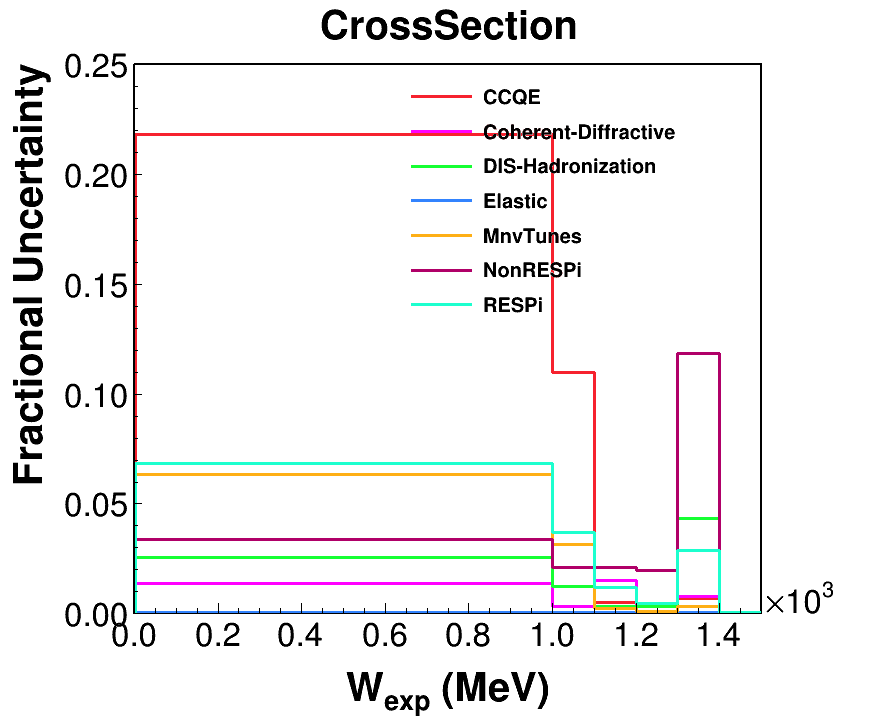 CrossSection
Fractional Uncertainty
0.25
0.20
0.15
0.10
0.05
0.00
CCQE
Coherent-Diffractive
DIS-Hadronization
Elastic
MnvTunes
NonRESPi
RESPi
0.0 0.2 0.4 0.6 0.8 1.0 1.2 1.4
×10³
W_exp (MeV)